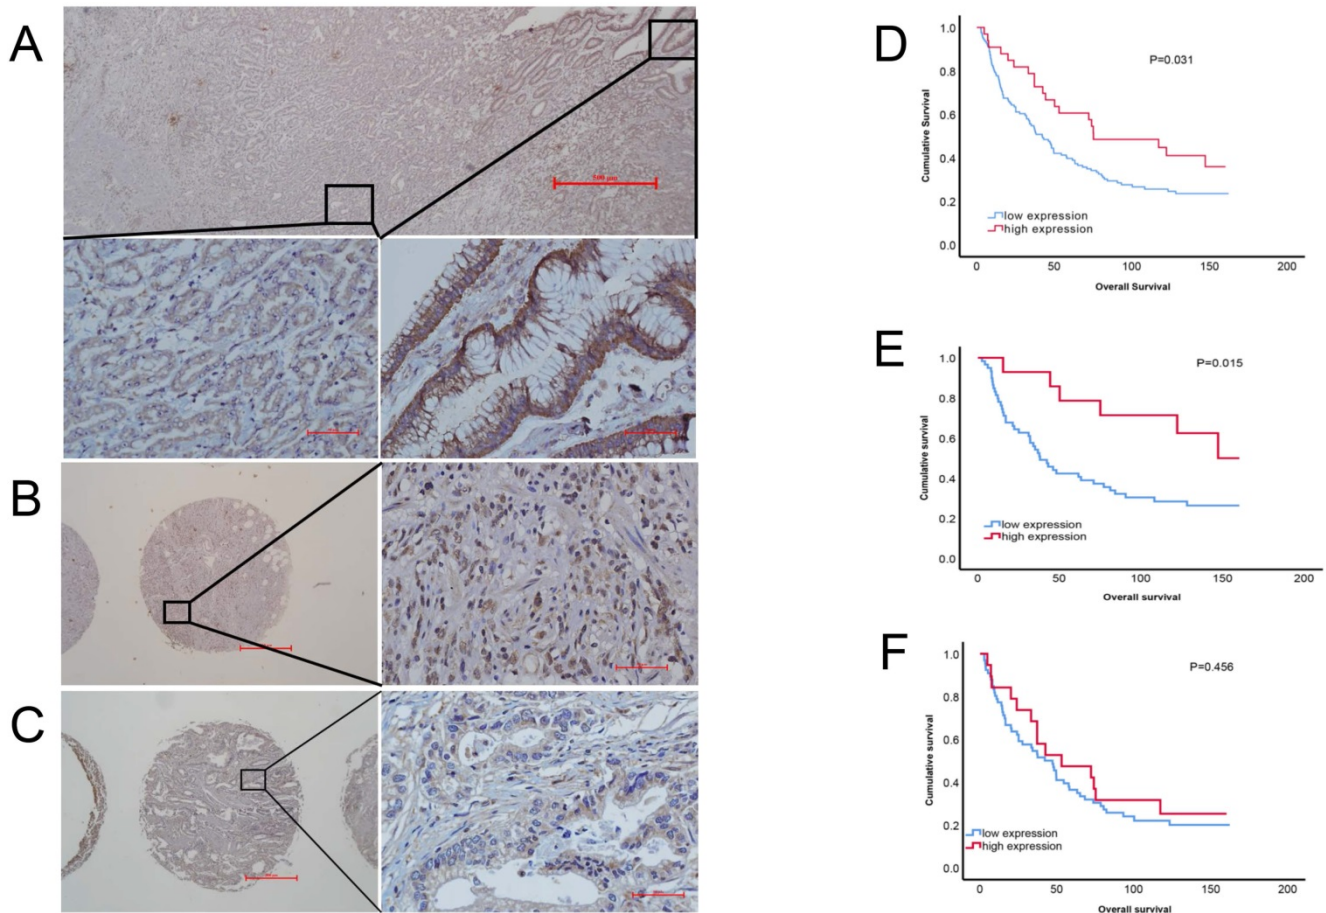 A
500 µm
B
C
D
P=0.031
1.0
0.8
0.6
0.4
0.2
0.0
Cumulative Survival
low expression
high expression
0 50 100 150 200
Overall Survival
E
P=0.015
1.0
0.8
0.6
0.4
0.2
0.0
Cumulative survival
low expression
high expression
0 50 100 150 200
Overall survival
F
P=0.456
1.0
0.8
0.6
0.4
0.2
0.0
Cumulative survival
low expression
high expression
0 50 100 150 200
Overall survival